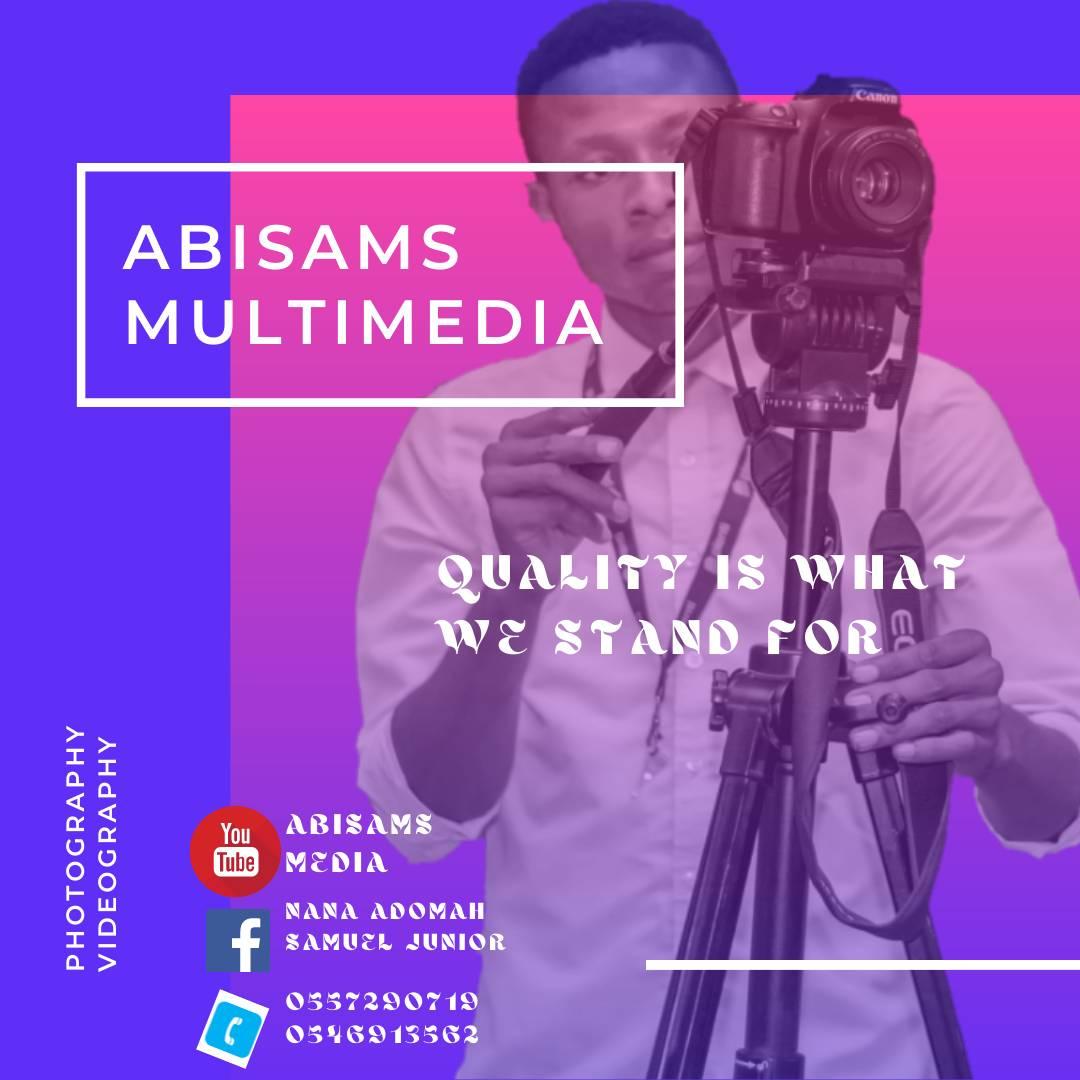 Canon
ABISAMS
MULTIMEDIA
QUALITY IS WHAT
WE STAND FOR
PHOTOGRAPHY
VIDEOGRAPHY
You
Tube
ABISAMS
MEDIA
f
NANA ADOMAH
SAMUEL JUNIOR
0557290719
0546913562